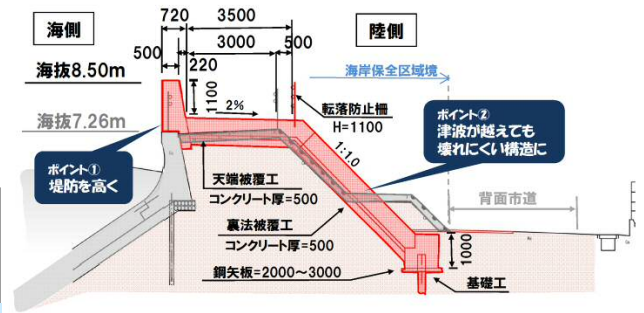 海側
720
3500
陸側
500
3000
500
220
海岸保全区域境
海抜8.50m
1100
2%
転落防止柵
H=1100
海抜7.26m
ポイント②
津波が越えても
壊れにくい構造に
1:1.0
ポイント①
堤防を高く
天端被覆工
コンクリート厚=500
背面市道
裏法被覆工
コンクリート厚=500
1000
鋼矢板=2000~3000
基礎工